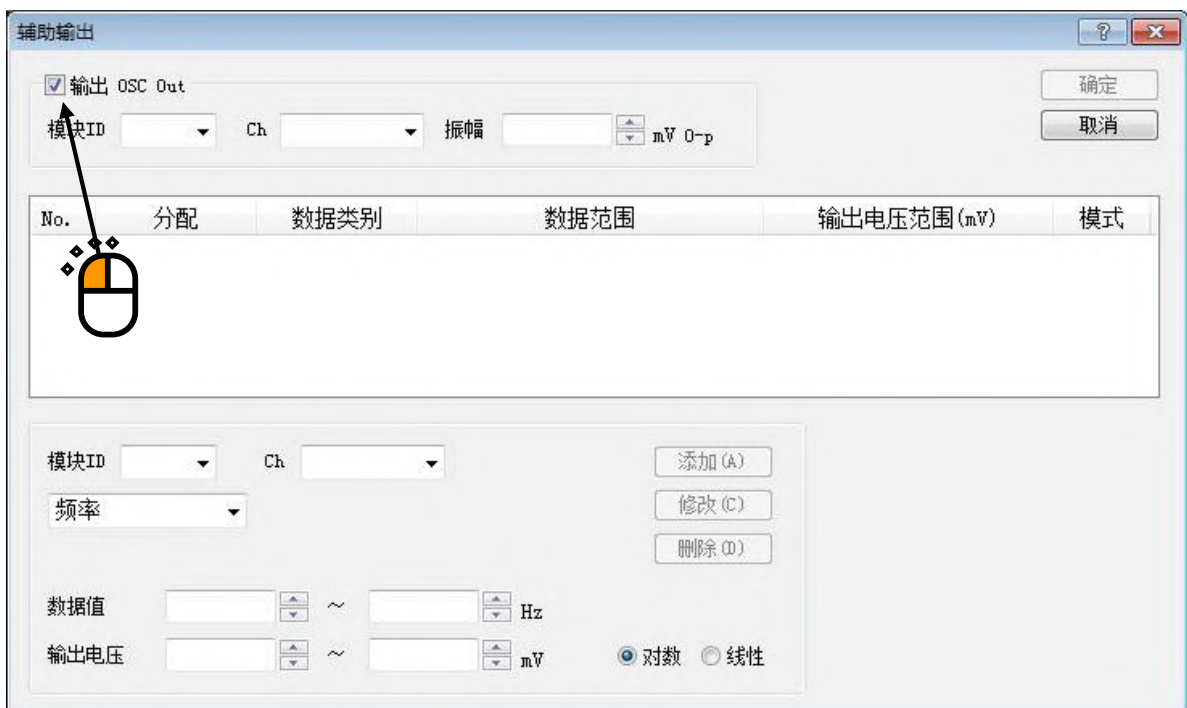 辅助输出
输出 OSC Out
确定
模块ID Ch 振幅 mV 0-p
取消
No. 分配 数据类别 数据范围 输出电压范围(mV) 模式
模块ID Ch 添加(A)
频率 修改(C)
删除(D)
数据值 ~ Hz
输出电压 ~ mV 对数 线性